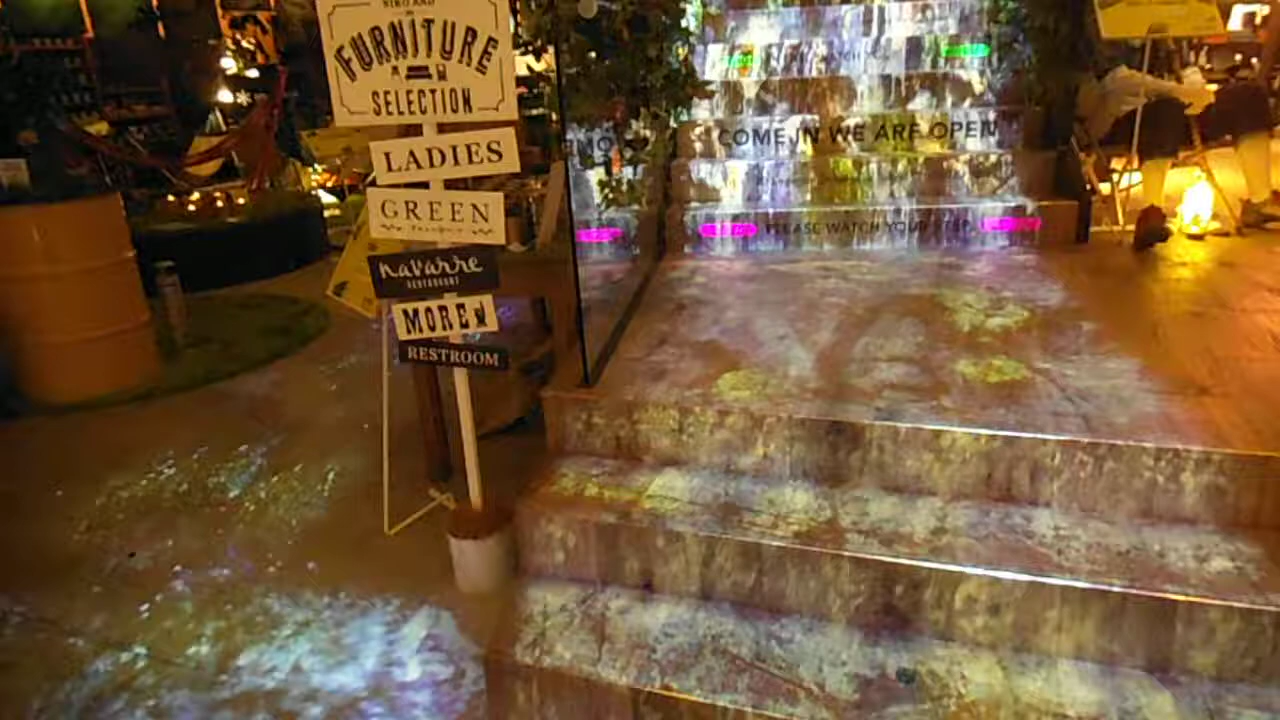 FURNITURE
SELECTION
LADIES
GREEN
navarre
RESTAURANT
MORE
RESTROOM
COME IN WE ARE OPEN
PLEASE WATCH YOUR STEP